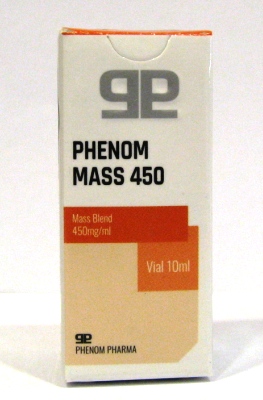 PHENOM
MASS 450
Mass Blend
450mg/ml
Vial 10ml
PHENOM PHARMA